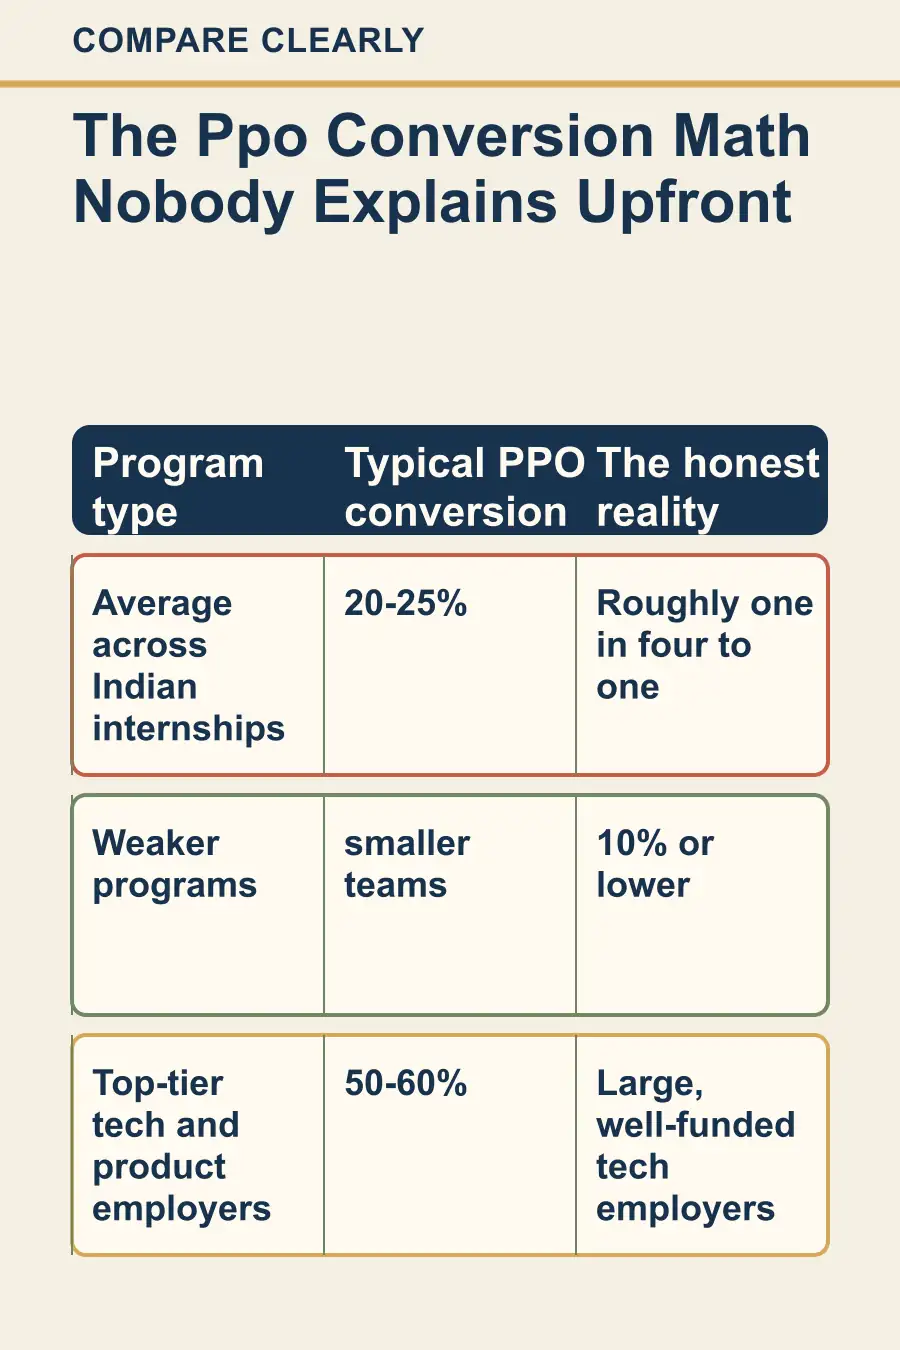 COMPARE CLEARLY
The Ppo Conversion Math
Nobody Explains Upfront
Program type
Typical PPO conversion
The honest reality
Average
across
Indian
internships
20-25%
Roughly one
in four to
one
Weaker
programs
smaller
teams
10% or
lower
Top-tier
tech and
product
employers
50-60%
Large,
well-funded
tech
employers